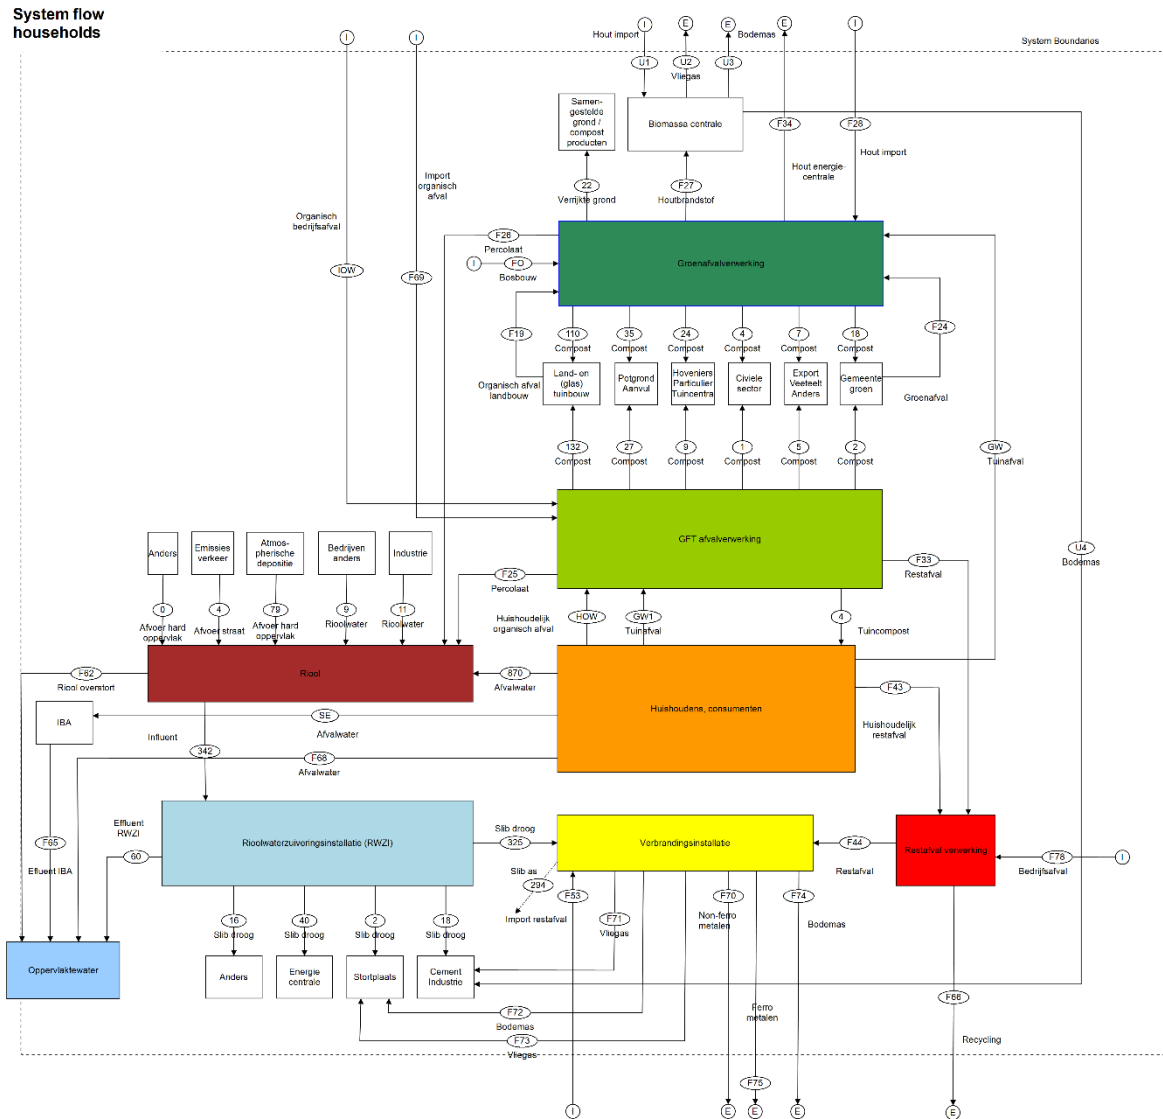 System flow
households
I
I
Hout import
I
E
E
Bodemas
E
I
System Boundaries
U1
U2
U3
Vliegas
Samen-
gestelde
grond /
compost
producten
Biomassa centrale
F34
F28
Hout import
Hout energie-
centrale
Import
organisch
afval
22
Verrijkte grond
F27
Houtbrandstof
Organisch
bedrijfsafval
F26
Percolaat
I
FO
Bosbouw
Groenafvalverwerking
IOW
F69
F19
110
35
24
4
7
18
F24
Compost
Compost
Compost
Compost
Compost
Compost
Organisch afval
landbouw
Land- en
(glas)
tuinbouw
Potgrond
Aanvul
Hoveniers
Particulier
Tuincentra
Civiele
sector
Export
Veeteelt
Anders
Gemeente
groen
Groenafval
132
27
9
1
5
2
Compost
Compost
Compost
Compost
Compost
Compost
GW
Tuinafval
GFT afvalverwerking
Anders
Emissies
verkeer
Atmos-
pherische
depositie
Bedrijven
anders
Industrie
U4
Bodemas
F33
Restafval
F25
Percolaat
0
4
79
9
11
Afvoer hard
oppervlak
Afvoer straat
Afvoer hard
oppervlak
Rioolwater
Rioolwater
Huishoudelijk
organisch afval
HOW
GW1
Tuinafval
4
Tuincompost
F62
Riool overstort
Riool
870
Afvalwater
Huishoudens, consumenten
F43
Huishoudelijk
restafval
IBA
SE
Afvalwater
Influent
342
F68
Afvalwater
Effluent
RWZI
60
F65
Efluent IBA
Rioolwaterzuiveringsinstallatie (RWZI)
Slib droog
325
Verbrandingsinstallatie
F44
Restafval
Restafval verwerking
F78
Bedrijfsafval
I
Slib as
294
Import restafval
F53
F71
Vliegas
F70
Non-ferro
metalen
F74
Bodemas
16
Slib droog
40
Slib droog
2
Slib droog
18
Slib droog
Oppervlaktewater
Anders
Energie
centrale
Stortplaats
Cement
Industrie
F72
Bodemas
F73
Vliegas
Ferro
metalen
F66
Recycling
F75
I
E
E
E
E